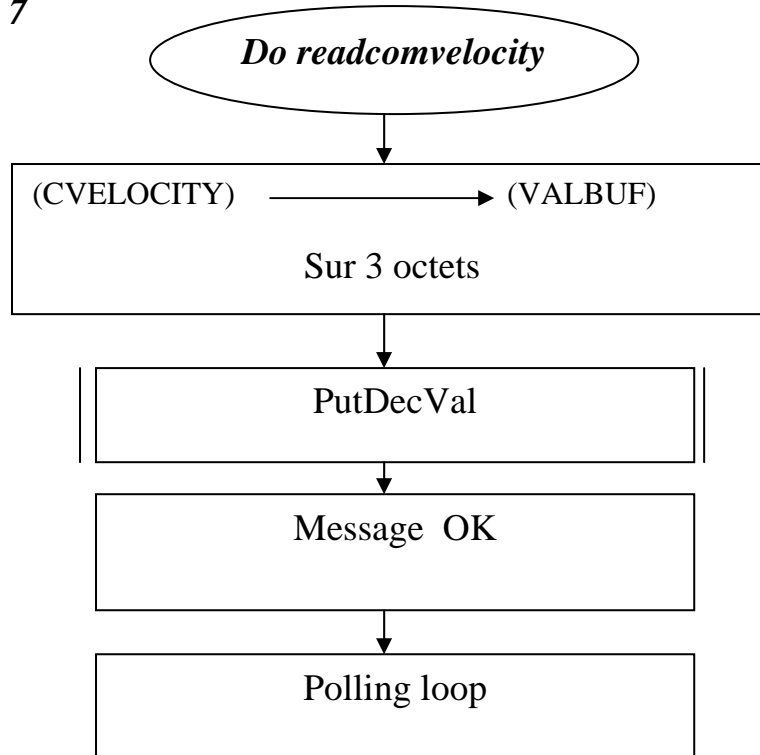 7
Do readcomvelocity
(CVELOCITY) (VALBUF)
Sur 3 octets
PutDecVal
Message OK
Polling loop